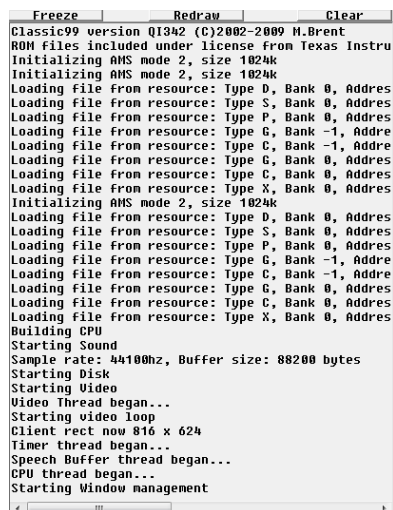 Freeze Redraw Clear
Classic99 version QI342 (C)2002-2009 M.Brent
ROM files included under license from Texas Instru
Initializing AMS mode 2, size 1024k
Initializing AMS mode 2, size 1024k
Loading file from resource: Type D, Bank 0, Addres
Loading file from resource: Type S, Bank 0, Addres
Loading file from resource: Type P, Bank 0, Addres
Loading file from resource: Type G, Bank -1, Addre
Loading file from resource: Type C, Bank -1, Addre
Loading file from resource: Type G, Bank 0, Addres
Loading file from resource: Type C, Bank 0, Addres
Loading file from resource: Type X, Bank 0, Addres
Initializing AMS mode 2, size 1024k
Loading file from resource: Type D, Bank 0, Addres
Loading file from resource: Type S, Bank 0, Addres
Loading file from resource: Type P, Bank 0, Addres
Loading file from resource: Type G, Bank -1, Addre
Loading file from resource: Type C, Bank -1, Addre
Loading file from resource: Type G, Bank 0, Addres
Loading file from resource: Type C, Bank 0, Addres
Loading file from resource: Type X, Bank 0, Addres
Building CPU
Starting Sound
Sample rate: 44100hz, Buffer size: 88200 bytes
Starting Disk
Starting Video
Video Thread began...
Starting video loop
Client rect now 816 x 624
Timer thread began...
Speech Buffer thread began...
CPU thread began...
Starting Window management